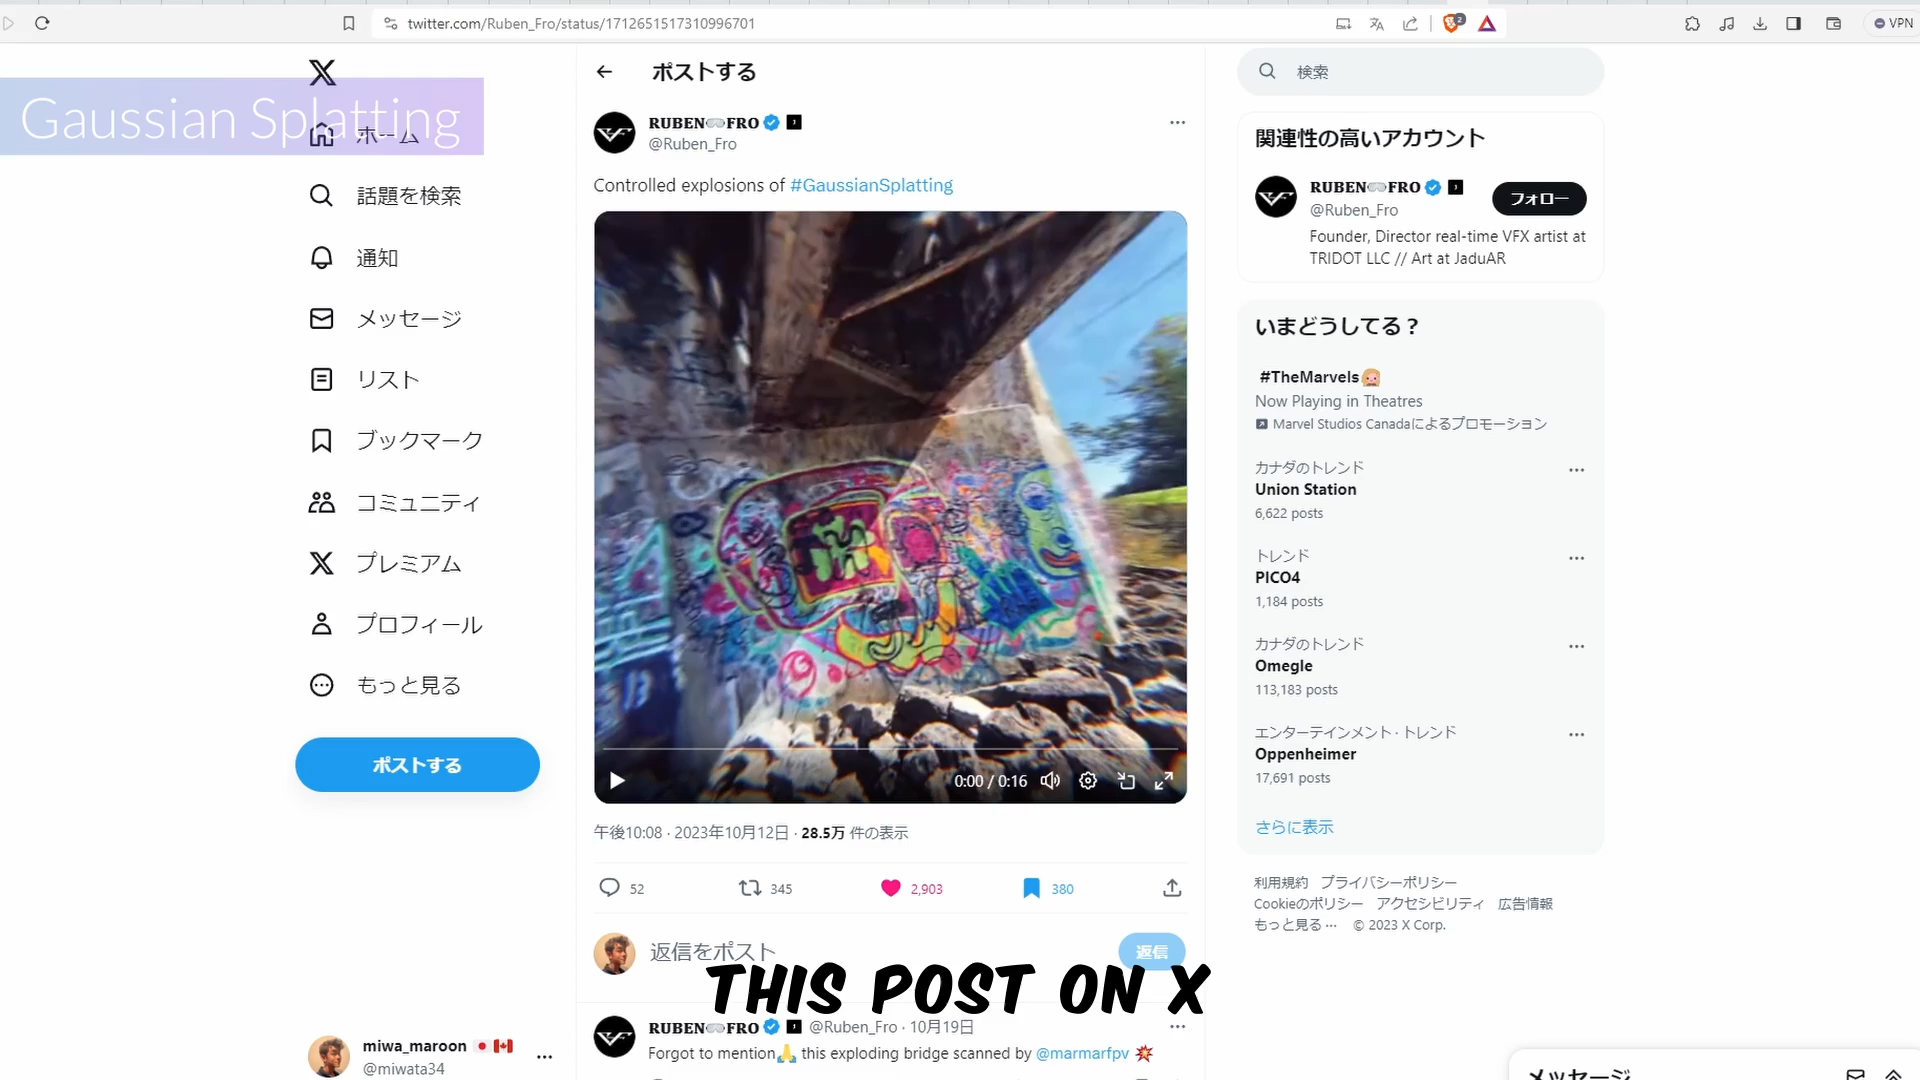 twitter.com/Ruben_Fro/status/1712651517310996701
2
VPN
Gaussian Splatting
ホーム
話題を検索
通知
メッセージ
リスト
ブックマーク
コミュニティ
プレミアム
プロフィール
もっと見る
ポストする
miwa_maroon 🇯🇵🇨🇦
@miwata34
ポストする
RUBEN🥽FRO
@Ruben_Fro
Controlled explosions of #GaussianSplatting
0:00 / 0:16
午後10:08 · 2023年10月12日 · 28.5万 件の表示
52
345
2,903
380
返信をポスト
返信
THIS POST ON X
RUBEN🥽FRO @Ruben_Fro · 10月19日
Forgot to mention🙏 this exploding bridge scanned by @marmarfpv 💥
検索
関連性の高いアカウント
RUBEN🥽FRO
@Ruben_Fro
フォロー
Founder, Director real-time VFX artist at
TRIDOT LLC // Art at JaduAR
いまどうしてる？
#TheMarvels
Now Playing in Theatres
Marvel Studios Canadaによるプロモーション
カナダのトレンド
Union Station
6,622 posts
トレンド
PICO4
1,184 posts
カナダのトレンド
Omegle
113,183 posts
エンターテインメント · トレンド
Oppenheimer
17,691 posts
さらに表示
利用規約 プライバシーポリシー
Cookieのポリシー アクセシビリティ 広告情報
もっと見る ··· © 2023 X Corp.
メッセージ